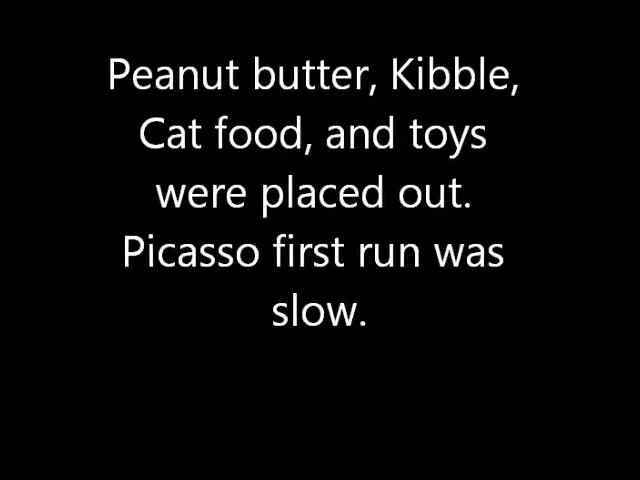 Peanut butter, Kibble,
Cat food, and toys
were placed out.
Picasso first run was
slow.